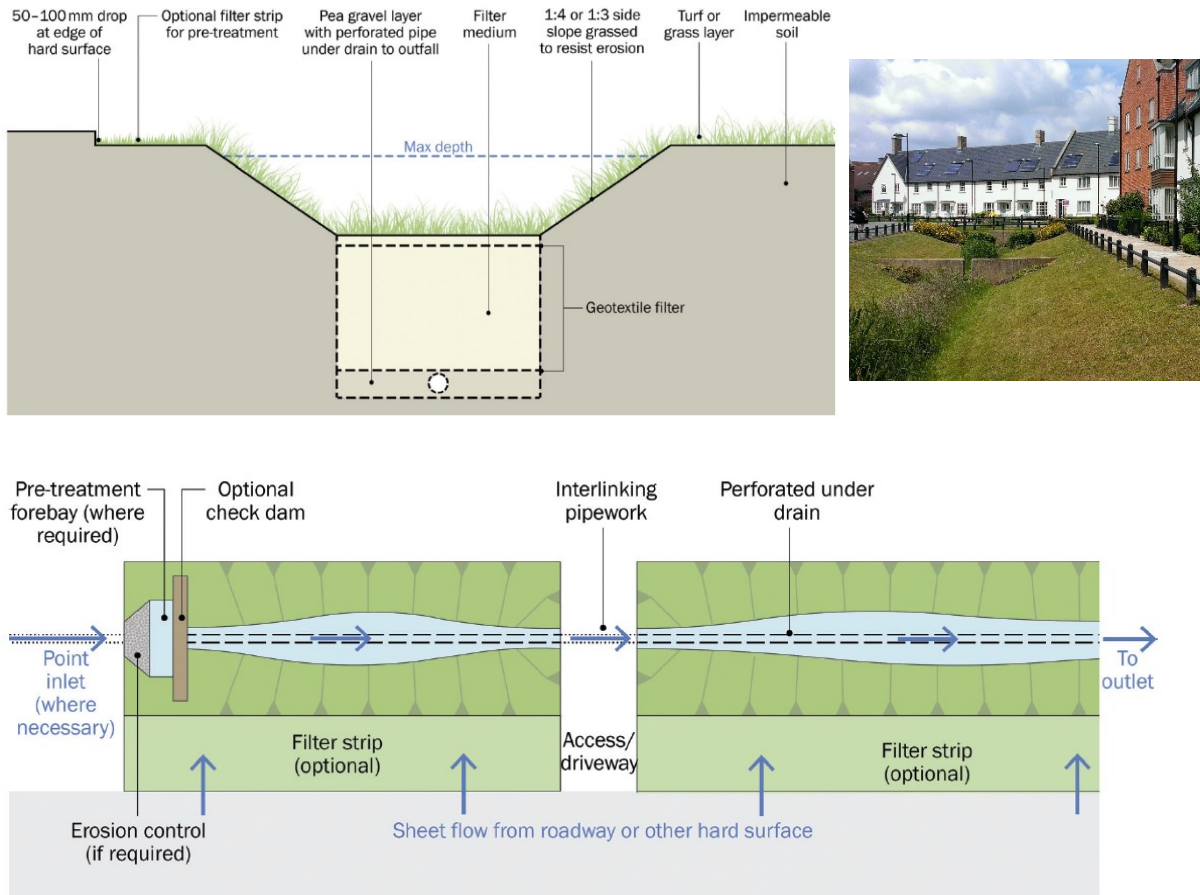 50–100 mm drop
at edge of
hard surface
Optional filter strip
for pre-treatment
Pea gravel layer
with perforated pipe
under drain to outfall
Filter
medium
1:4 or 1:3 side
slope grassed
to resist erosion
Turf or
grass layer
Impermeable
soil
Max depth
Geotextile filter
Pre-treatment
forebay (where
required)
Optional
check dam
Interlinking
pipework
Perforated under
drain
Point
inlet
(where
necessary)
To
outlet
Filter strip
(optional)
Access/
driveway
Filter strip
(optional)
Erosion control
(if required)
Sheet flow from roadway or other hard surface